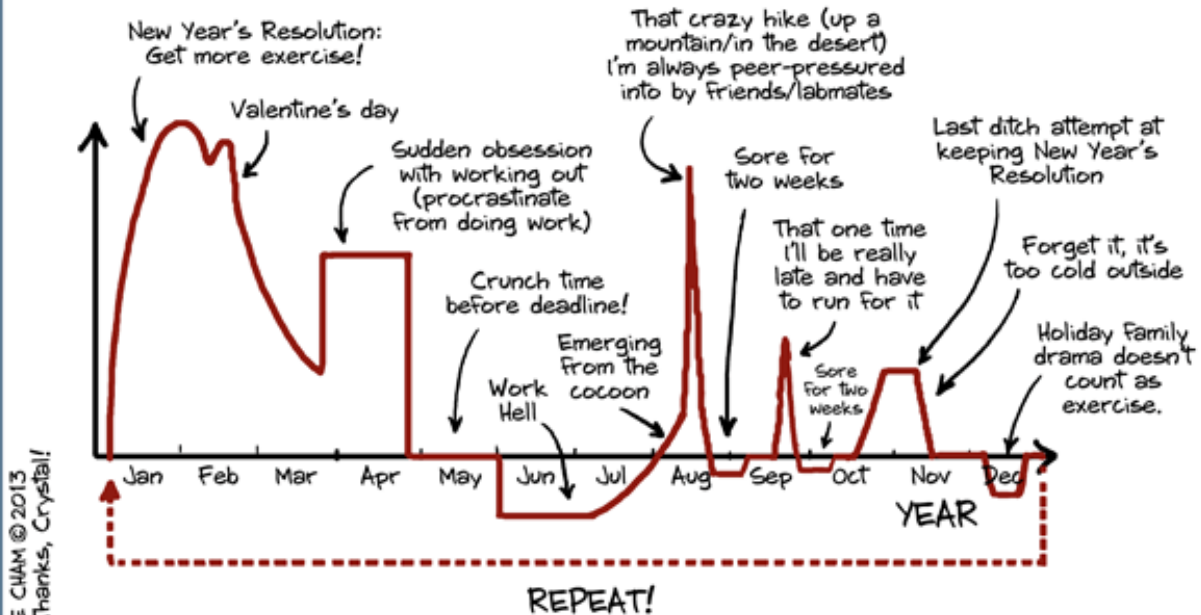 New Year's Resolution:
Get more exercise!
Valentine's day
Sudden obsession
with working out
(procrastinate
from doing work)
Crunch time
before deadline!
Work
Hell
Emerging
from the
cocoon
That crazy hike (up a
mountain/in the desert)
I'm always peer-pressured
into by friends/labmates
Sore for
two weeks
That one time
I'll be really
late and have
to run for it
Sore
for two
weeks
Last ditch attempt at
keeping New Year's
Resolution
Forget it, it's
too cold outside
Holiday family
drama doesn't
count as
exercise.
Jan Feb Mar Apr May Jun Jul Aug Sep Oct Nov Dec
YEAR
REPEAT!
CHAM © 2013
Thanks, Crystal!